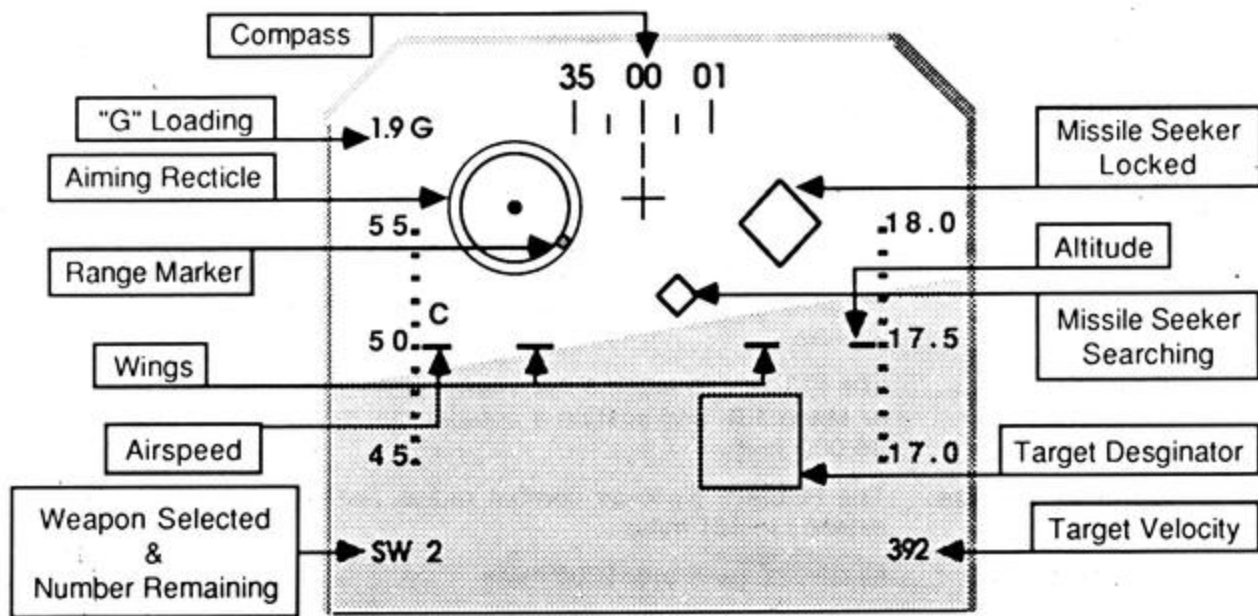 Compass
35 00 01
"G" Loading
1.9 G
Missile Seeker
Locked
Aiming Recticle
55
18.0
Altitude
Range Marker
C
50
17.5
Missile Seeker
Searching
Wings
Airspeed
45
17.0
Target Desginator
Weapon Selected
&
Number Remaining
SW 2
392
Target Velocity